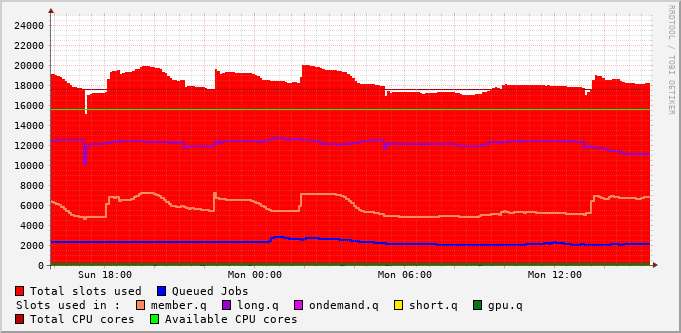 RRDTOOL / TOBI OETIKER
24000
22000
20000
18000
16000
14000
12000
10000
8000
6000
4000
2000
0
Sun 18:00 Mon 00:00 Mon 06:00 Mon 12:00
Total slots used Queued Jobs
Slots used in : member.q long.q ondemand.q short.q gpu.q
Total CPU cores Available CPU cores